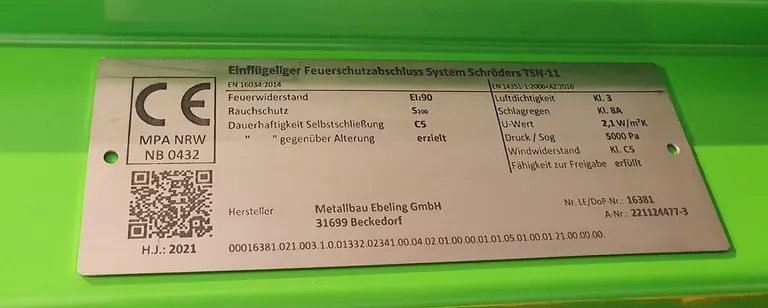 Einflügeliger Feuerschutzabschluss System Schröders TSN-11
EN 16034:2014
Feuerwiderstand EI₂90
Rauchschutz S₂₀₀
Dauerhaftigkeit Selbstschließung C5
" " gegenüber Alterung erzielt
EN 14351-1:2006+A2:2016
Luftdichtigkeit Kl. 3
Schlagregen Kl. 8A
U-Wert 2,1 W/m²K
Druck / Sog 5000 Pa
Windwiderstand Kl. C5
Fähigkeit zur Freigabe erfüllt
CE
MPA NRW
NB 0432
H.J.: 2021
Hersteller Metallbau Ebeling GmbH
31699 Beckedorf
Nr. LE/DoP-Nr.: 16381
A-Nr.: 221124477-3
00016381.021.003.1.0.01332.02341.00.04.02.01.00.00.01.01.05.01.00.01.21.00.00.00.